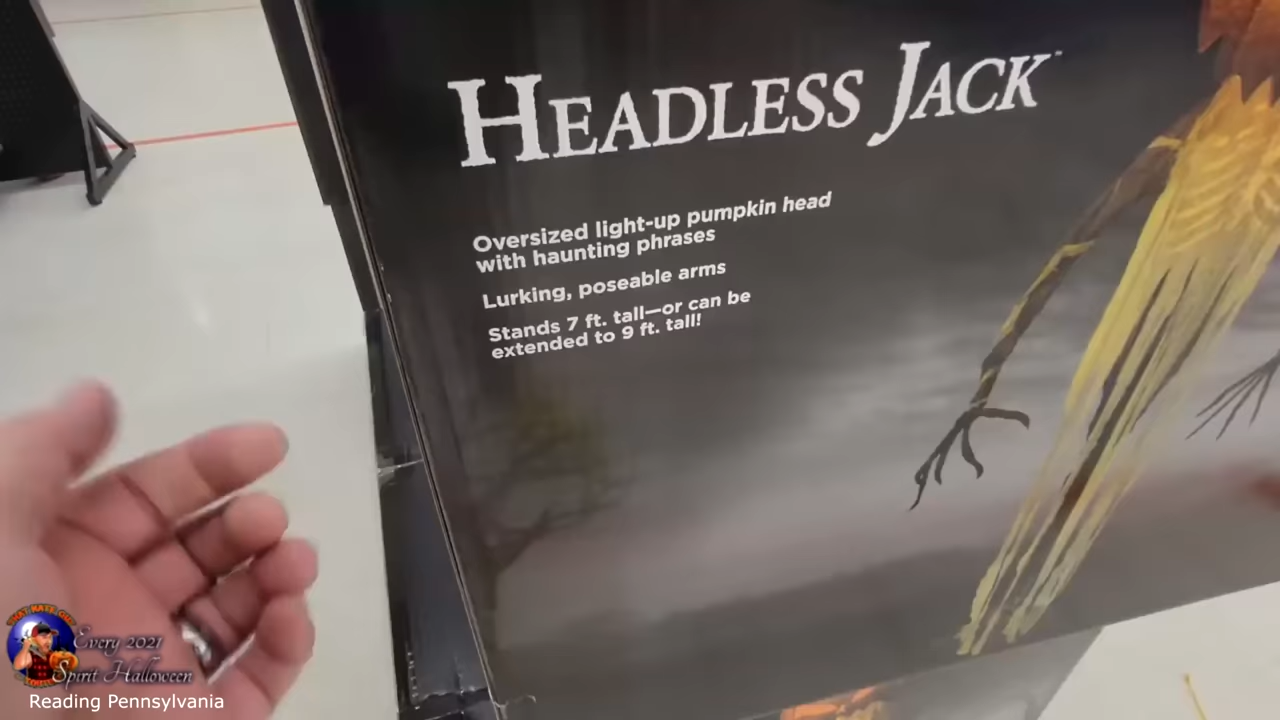 HEADLESS JACK™
Oversized light-up pumpkin head
with haunting phrases
Lurking, poseable arms
Stands 7 ft. tall—or can be
extended to 9 ft. tall!
Every 2021
Spirit Halloween
Reading Pennsylvania